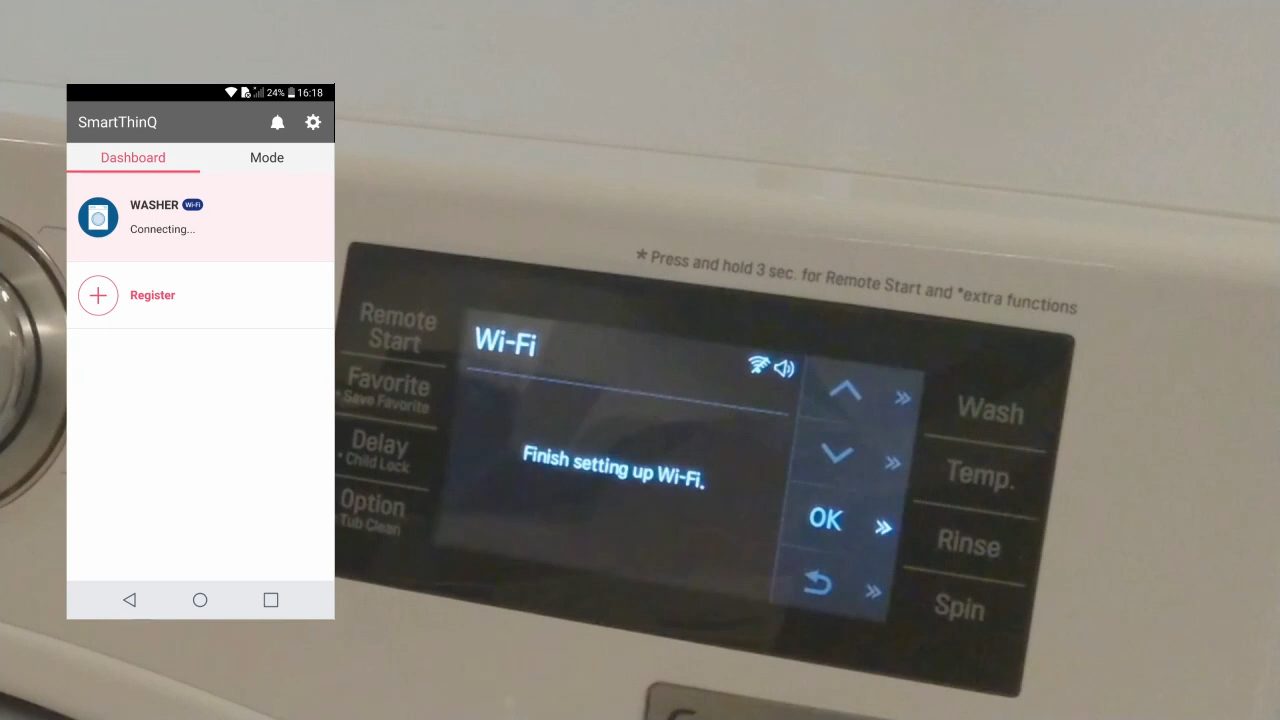 24% 16:18
SmartThinQ
Dashboard Mode
WASHER Wi-Fi
Connecting...
Register
* Press and hold 3 sec. for Remote Start and *extra functions
Remote
Start
Favorite
• Save Favorite
Delay
• Child Lock
Option
Tub Clean
Wi-Fi
Finish setting up Wi-Fi.
OK
Wash
Temp.
Rinse
Spin